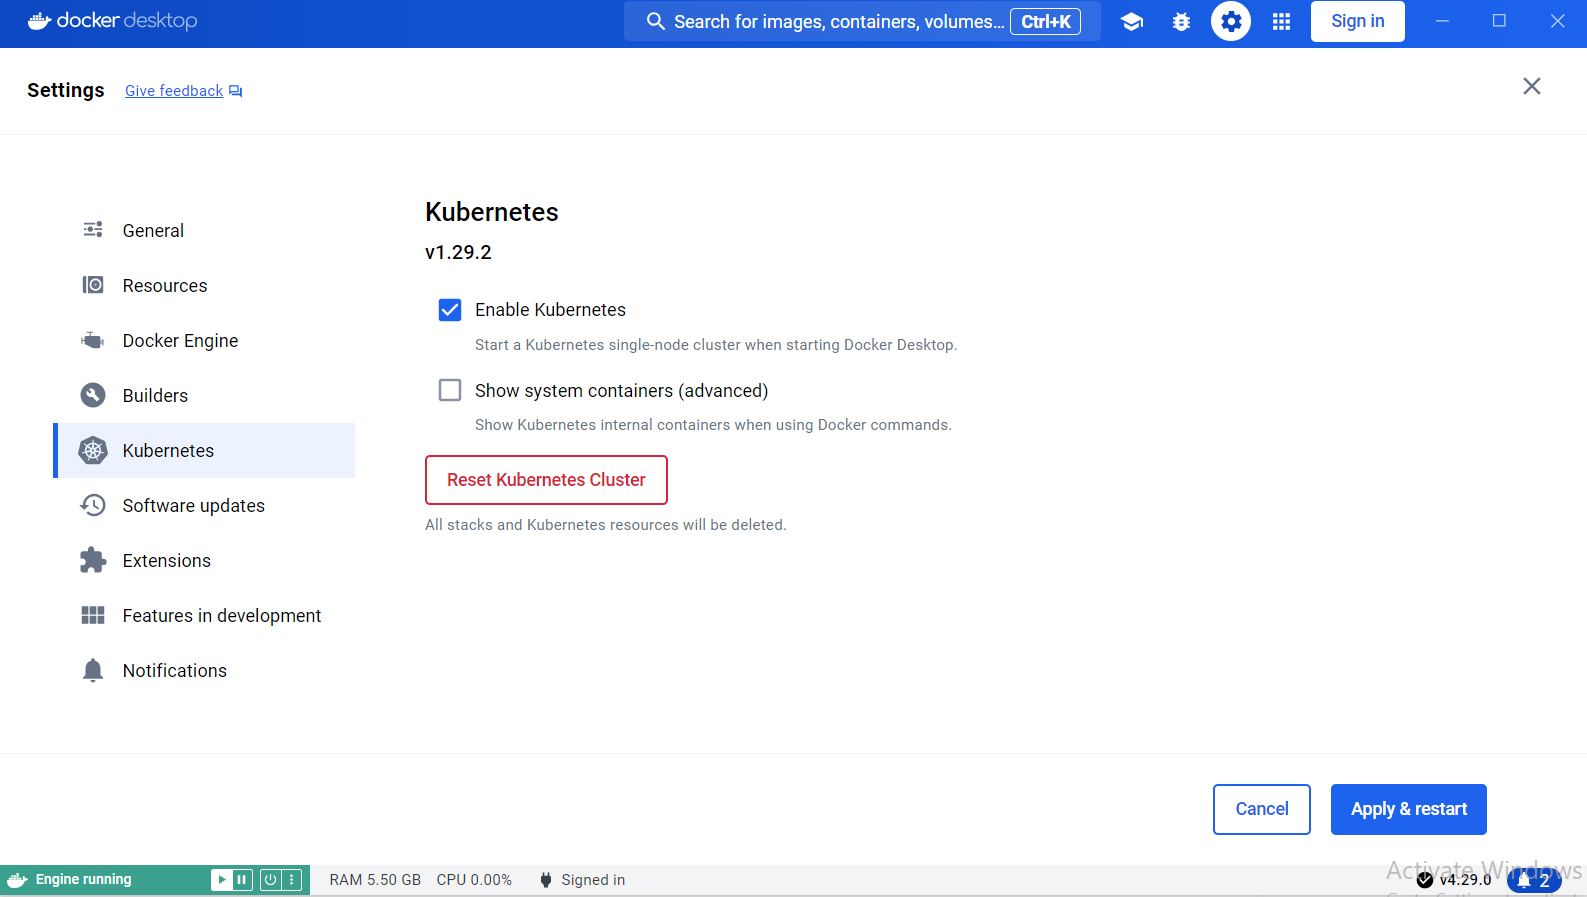 docker desktop
Search for images, containers, volumes... Ctrl+K
Sign in
Settings
Give feedback
General
Resources
Docker Engine
Builders
Kubernetes
Software updates
Extensions
Features in development
Notifications
Kubernetes
v1.29.2
Enable Kubernetes
Start a Kubernetes single-node cluster when starting Docker Desktop.
Show system containers (advanced)
Show Kubernetes internal containers when using Docker commands.
Reset Kubernetes Cluster
All stacks and Kubernetes resources will be deleted.
Cancel
Apply & restart
Engine running
RAM 5.50 GB CPU 0.00%
Signed in
Activate Windows
v4.29.0
2